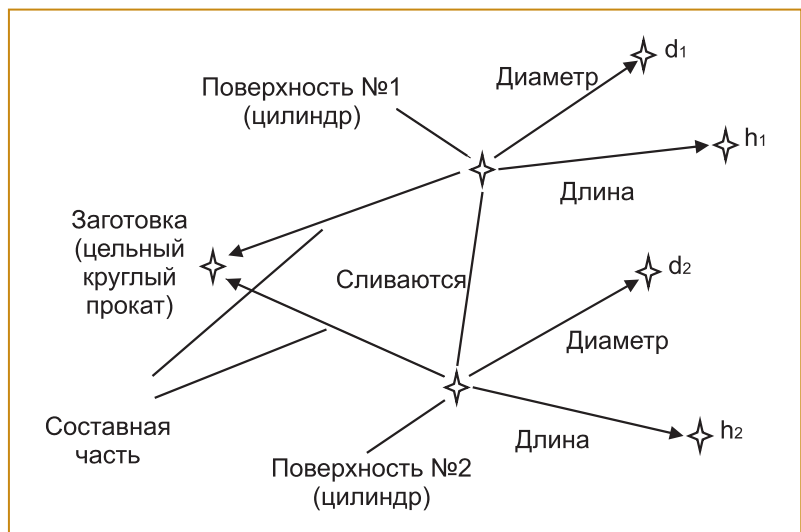 d1
Диаметр
Поверхность №1
(цилиндр)
h1
Длина
Заготовка
(цельный
круглый
прокат)
Сливаются
d2
Диаметр
Составная
часть
Длина
h2
Поверхность №2
(цилиндр)